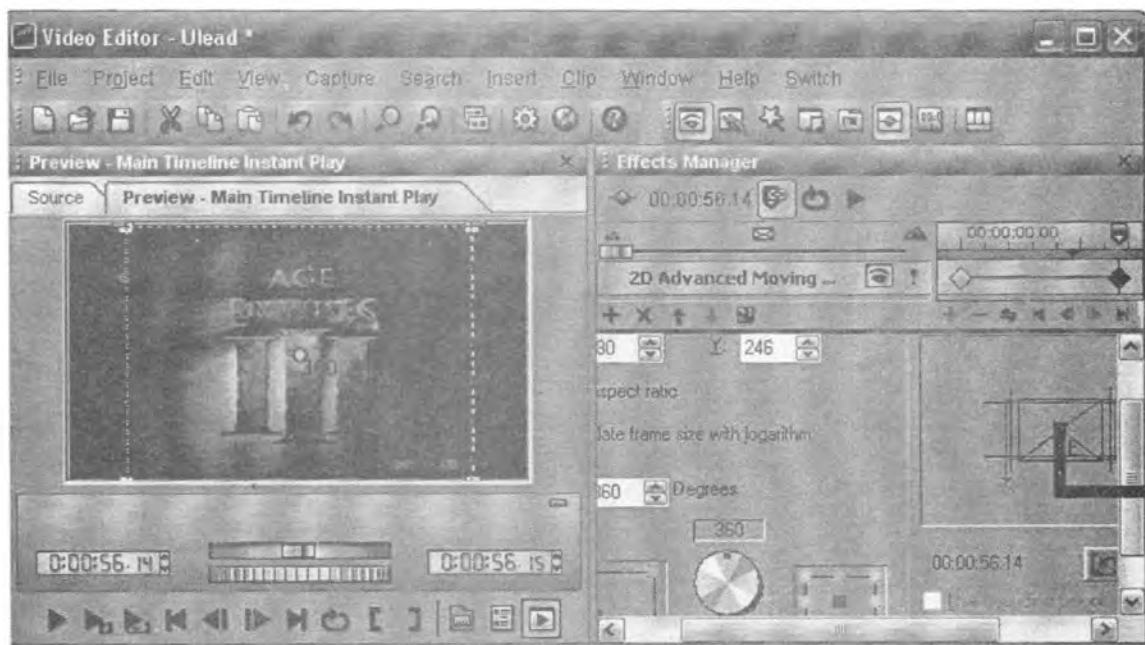 Video Editor - Ulead *
File Project Edit View Capture Search Insert Clip Window Help Switch
Preview - Main Timeline Instant Play
Source Preview - Main Timeline Instant Play
AGE
EMPIRES
III
0:00:56.14
0:00:56.15
Effects Manager
00:00:56.14
00:00:00.00
2D Advanced Moving ...
80 Y: 246
spect ratio
late frame size with logarithm
360 Degrees
360
00:00:56.14